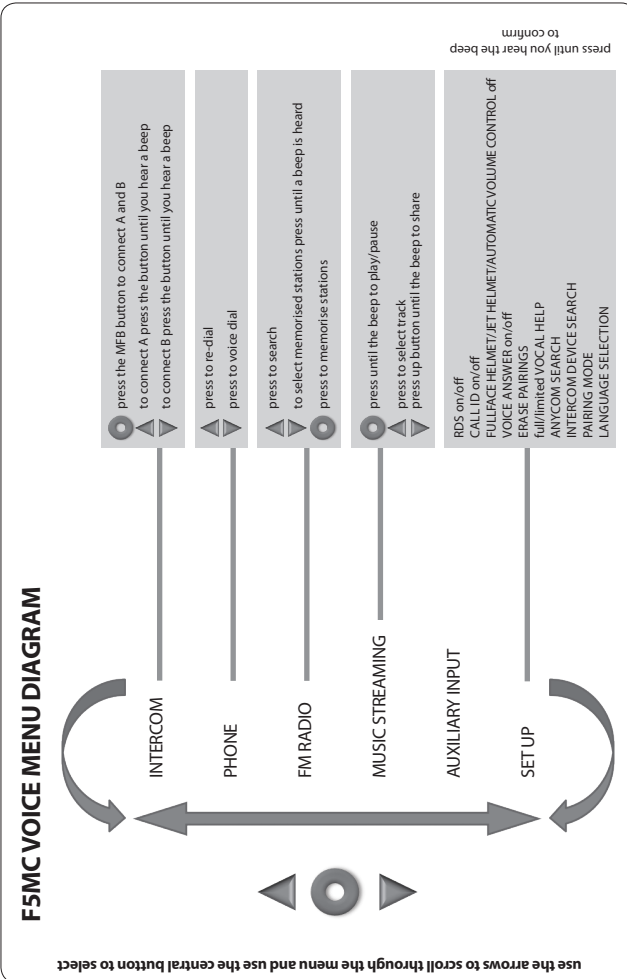 F5MC VOICE MENU DIAGRAM
use the arrows to scroll through the menu and use the central button to select
INTERCOM
press the MFB button to connect A and B
to connect A press the button until you hear a beep
to connect B press the button until you hear a beep
PHONE
press to re-dial
press to voice dial
FM RADIO
press to search
to select memorised stations press until a beep is heard
press to memorise stations
MUSIC STREAMING
press until the beep to play/pause
press to select track
press up button until the beep to share
AUXILIARY INPUT
SET UP
RDS on/off
CALL ID on/off
FULLFACE HELMET/JET HELMET/AUTOMATIC VOLUME CONTROL off
VOICE ANSWER on/off
ERASE PAIRINGS
full/limited VOCAL HELP
ANYCOM SEARCH
INTERCOM DEVICE SEARCH
PAIRING MODE
LANGUAGE SELECTION
press until you hear the beep
to confirm